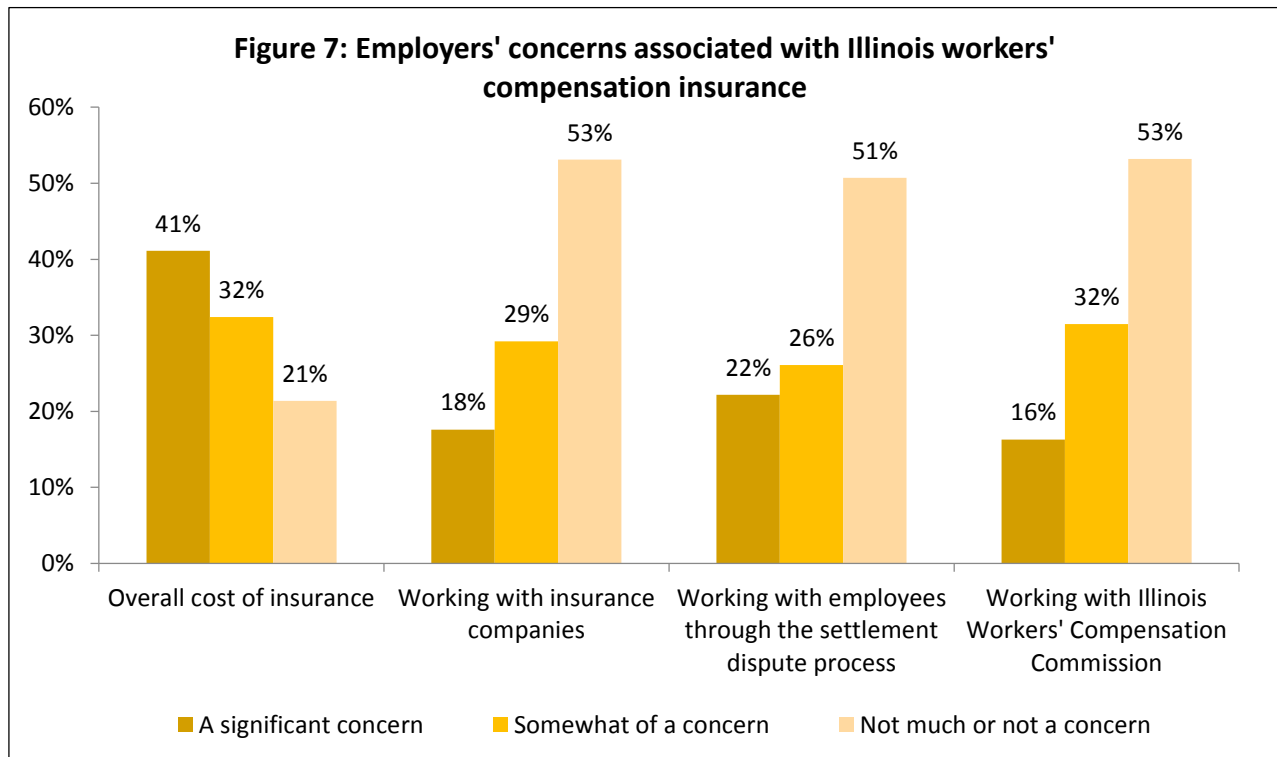 Figure 7: Employers' concerns associated with Illinois workers'
compensation insurance
60%
50%
40%
30%
20%
10%
0%
41%
32%
21%
18%
29%
53%
22%
26%
51%
16%
32%
53%
Overall cost of insurance
Working with insurance
companies
Working with employees
through the settlement
dispute process
Working with Illinois
Workers' Compensation
Commission
A significant concern
Somewhat of a concern
Not much or not a concern